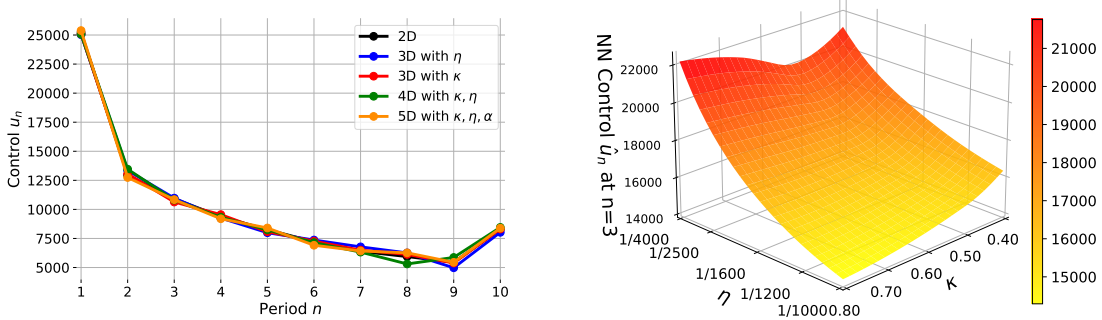 25000
22500
20000
17500
15000
12500
10000
7500
5000
Control uₙ
1 2 3 4 5 6 7 8 9 10
Period n
2D
3D with η
3D with κ
4D with κ, η
5D with κ, η, α
NN Control ûₙ at n=3
22000
20000
18000
16000
14000
1/4000
1/2500
1/1600
1/1200
1/1000
η
0.80
0.70
0.60
0.50
0.40
κ
21000
20000
19000
18000
17000
16000
15000